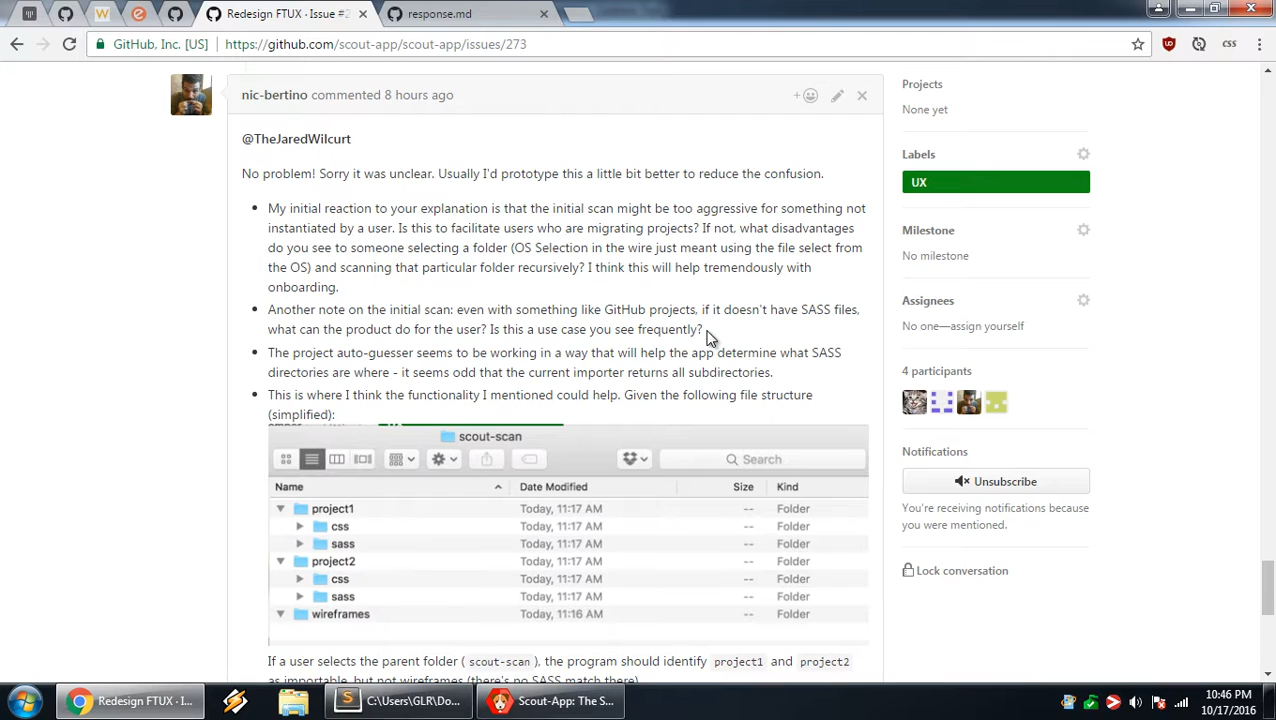 Redesign FTUX · Issue #2
response.md
GitHub, Inc. [US]
https://github.com/scout-app/scout-app/issues/273
css
nic-bertino commented 8 hours ago
@TheJaredWilcurt
No problem! Sorry it was unclear. Usually I'd prototype this a little bit better to reduce the confusion.
My initial reaction to your explanation is that the initial scan might be too aggressive for something not
instantiated by a user. Is this to facilitate users who are migrating projects? If not, what disadvantages
do you see to someone selecting a folder (OS Selection in the wire just meant using the file select from
the OS) and scanning that particular folder recursively? I think this will help tremendously with
onboarding.
Another note on the initial scan: even with something like GitHub projects, if it doesn't have SASS files,
what can the product do for the user? Is this a use case you see frequently?
The project auto-guesser seems to be working in a way that will help the app determine what SASS
directories are where - it seems odd that the current importer returns all subdirectories.
This is where I think the functionality I mentioned could help. Given the following file structure
(simplified):
scout-scan
Search
Name Date Modified Size Kind
project1 Today, 11:17 AM -- Folder
css Today, 11:17 AM -- Folder
sass Today, 11:17 AM -- Folder
project2 Today, 11:17 AM -- Folder
css Today, 11:17 AM -- Folder
sass Today, 11:17 AM -- Folder
wireframes Today, 11:16 AM -- Folder
If a user selects the parent folder ( scout-scan ), the program should identify project1 and project2
as importable, but not wireframes (there's no SASS match there)
Projects
None yet
Labels
UX
Milestone
No milestone
Assignees
No one—assign yourself
4 participants
Notifications
Unsubscribe
You're receiving notifications because
you were mentioned.
Lock conversation
Redesign FTUX · I...
C:\Users\GLR\Do...
Scout-App: The S...
10:46 PM
10/17/2016